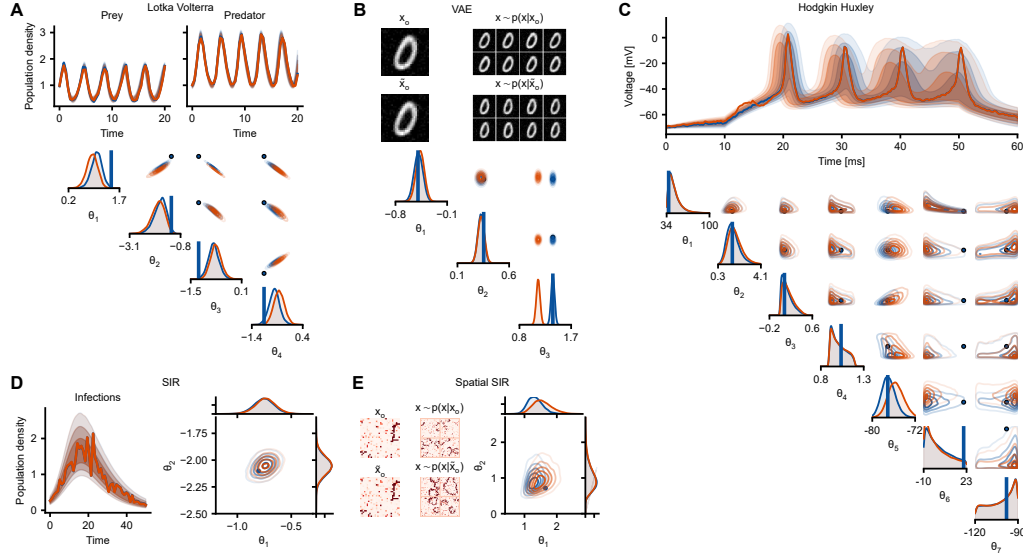 A
Lotka Volterra
Prey
Predator
Population density
3
2
1
0
10
20
0
10
20
Time
Time
0.2
1.7
θ1
−3.1
−0.8
θ2
−1.5
0.1
θ3
−1.4
0.4
θ4
B
VAE
xo
x ~ p(x|xo)
x̃o
x ~ p(x|x̃o)
−0.8
−0.1
θ1
0.1
0.6
θ2
0.8
1.7
θ3
C
Hodgkin Huxley
Voltage [mV]
0
−20
−40
−60
0
10
20
30
40
50
60
Time [ms]
34
100
θ1
0.3
4.1
θ2
−0.2
0.6
θ3
0.8
1.3
θ4
-80
-72
θ5
-10
23
θ6
-120
-90
θ7
D
SIR
Infections
Population density
2
1
0
0
20
40
Time
−1.75
−2.00
−2.25
−2.50
θ2
−1.0
−0.5
θ1
E
Spatial SIR
xo
x ~ p(x|xo)
x̃o
x ~ p(x|x̃o)
2
1
0
θ2
1
2
θ1